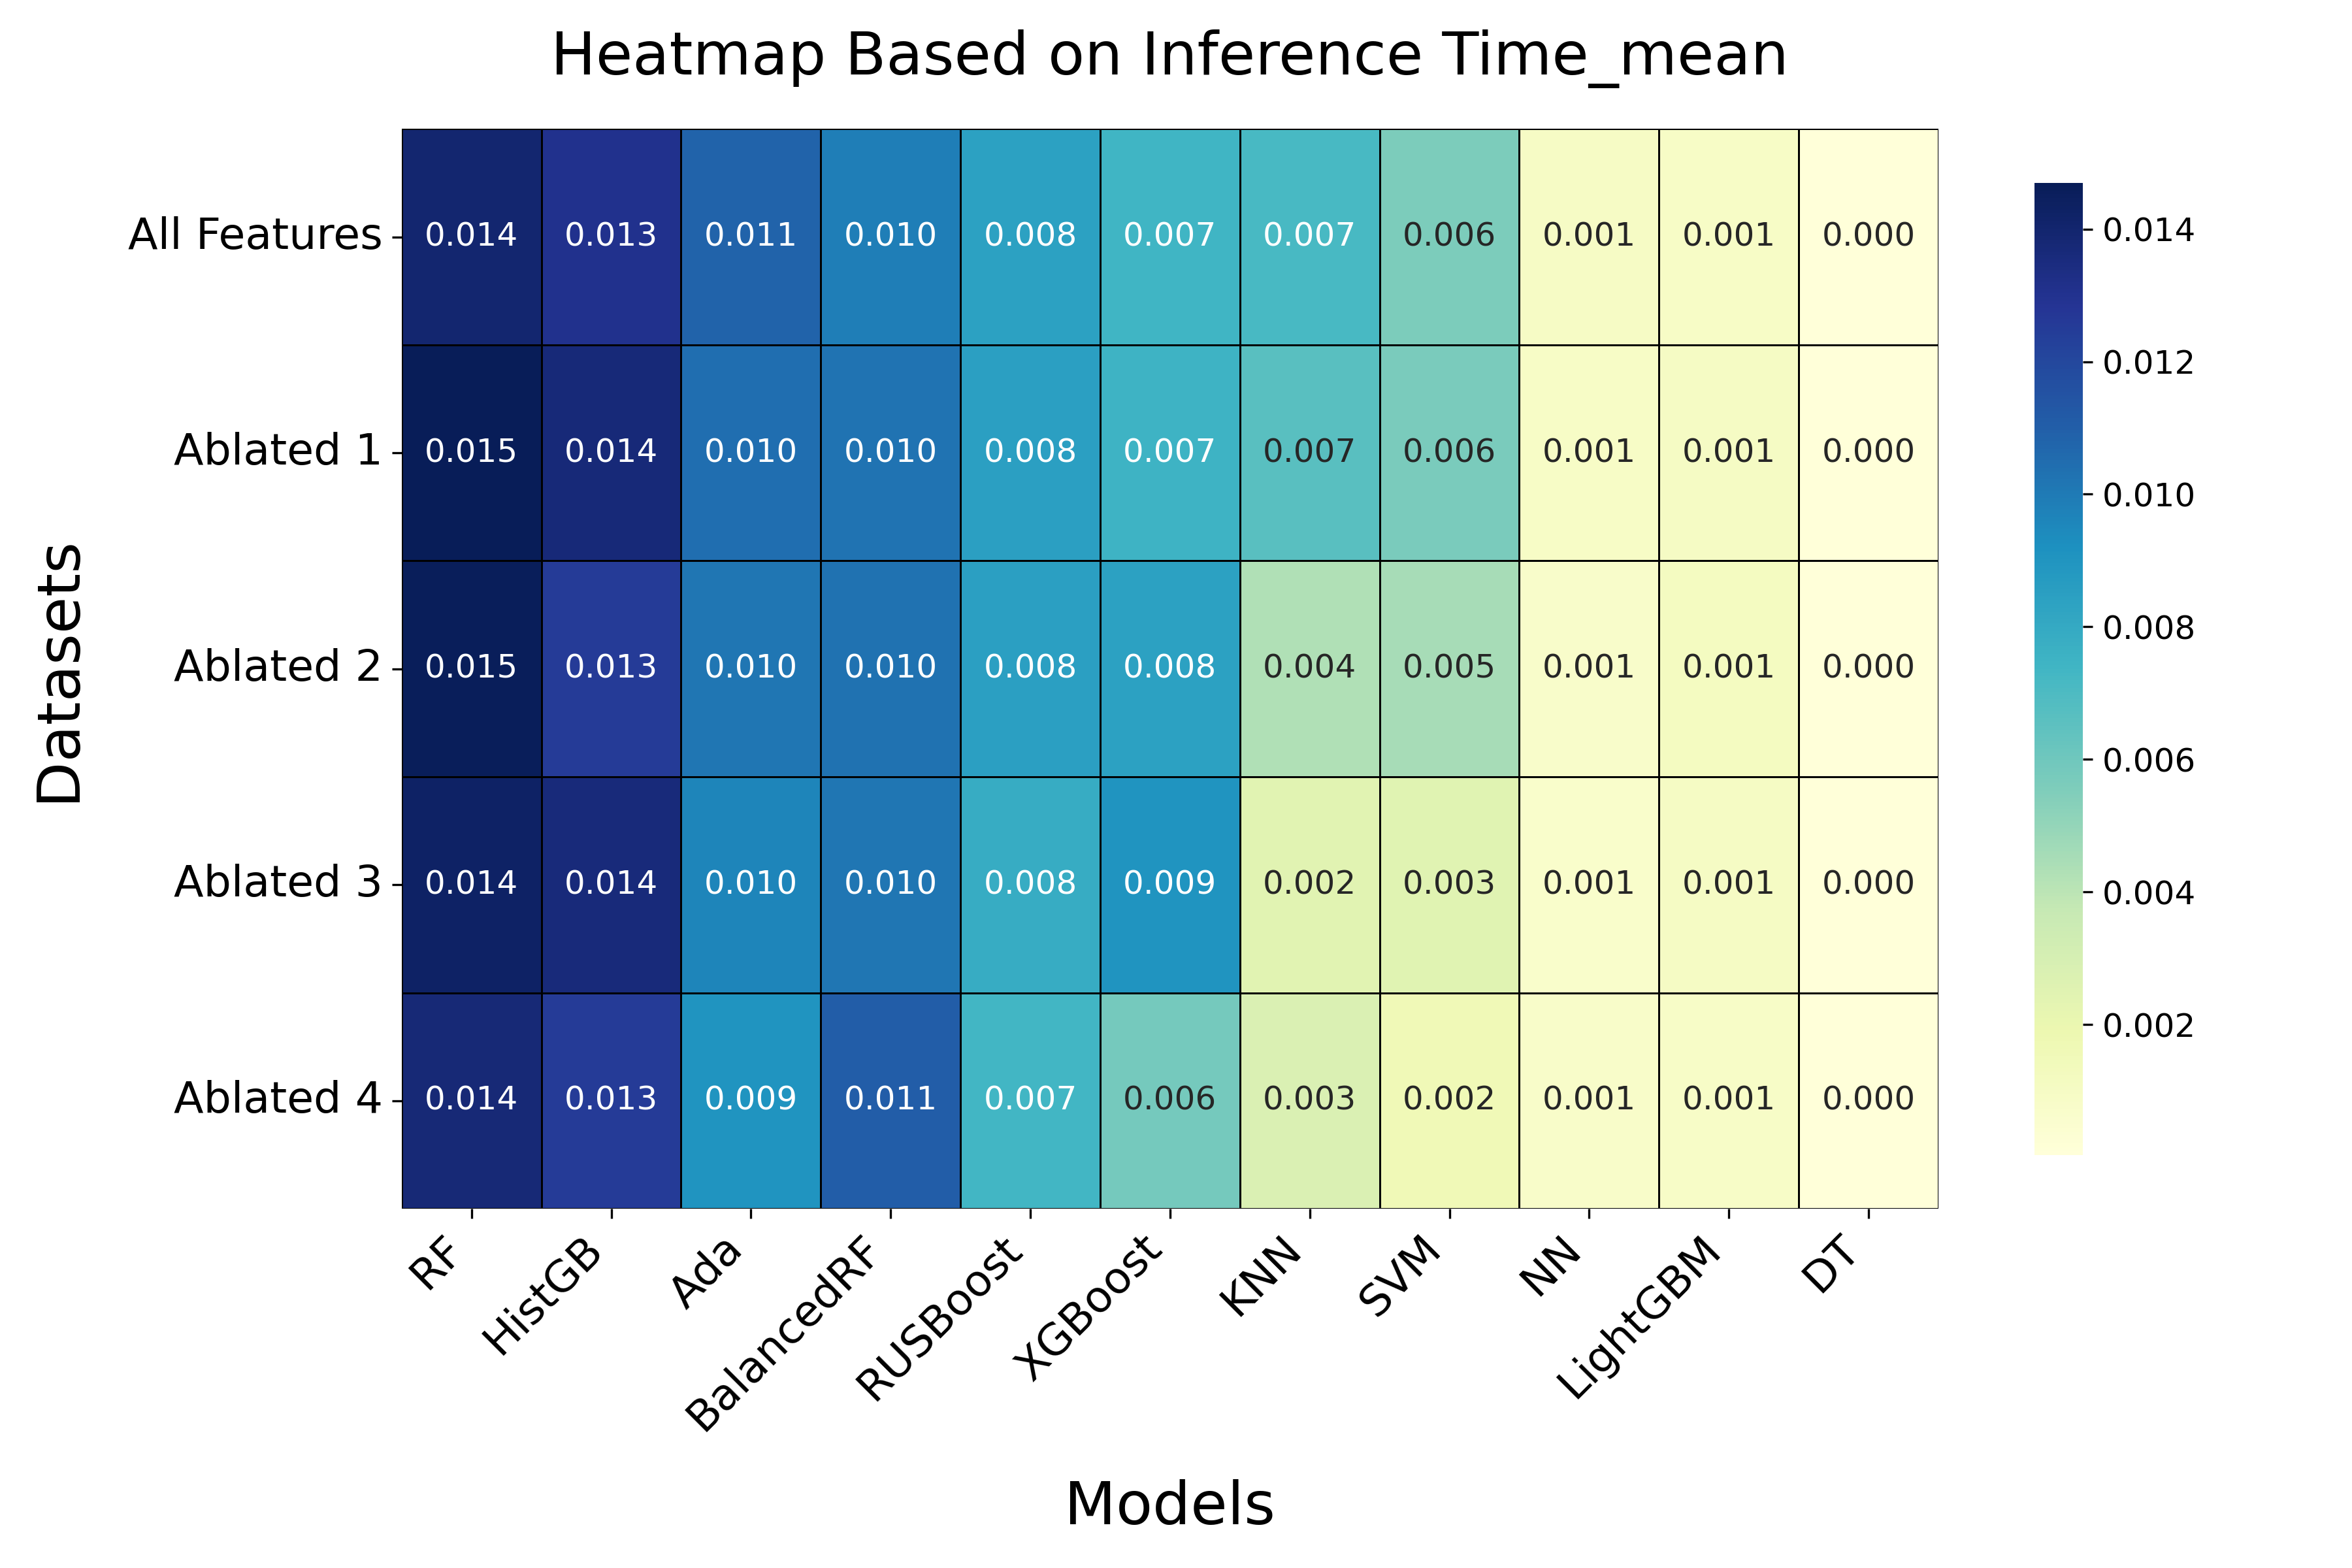 Heatmap Based on Inference Time_mean
All Features 0.014 0.013 0.011 0.010 0.008 0.007 0.007 0.006 0.001 0.001 0.000
Ablated 1 0.015 0.014 0.010 0.010 0.008 0.007 0.007 0.006 0.001 0.001 0.000
Ablated 2 0.015 0.013 0.010 0.010 0.008 0.008 0.004 0.005 0.001 0.001 0.000
Ablated 3 0.014 0.014 0.010 0.010 0.008 0.009 0.002 0.003 0.001 0.001 0.000
Ablated 4 0.014 0.013 0.009 0.011 0.007 0.006 0.003 0.002 0.001 0.001 0.000
Datasets
RF
HistGB
Ada
BalancedRF
RUSBoost
XGBoost
KNN
SVM
NN
LightGBM
DT
Models
0.014
0.012
0.010
0.008
0.006
0.004
0.002